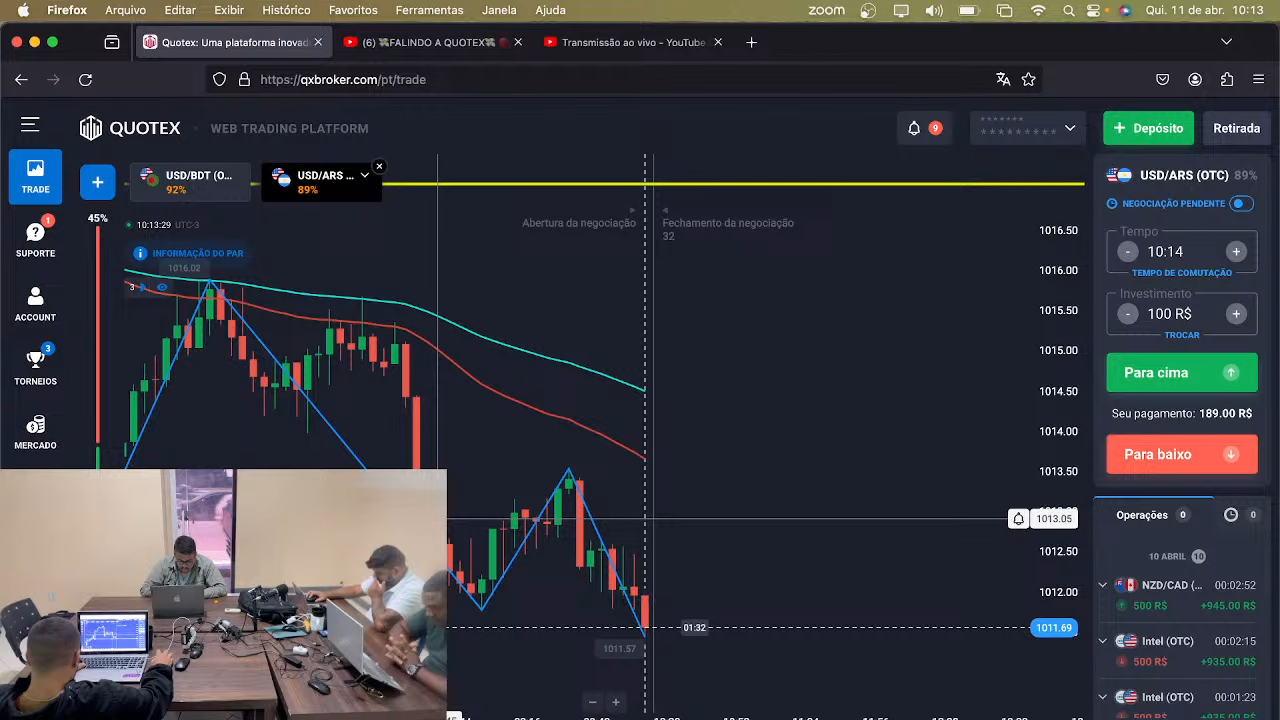 Firefox Arquivo Editar Exibir Histórico Favoritos Ferramentas Janela Ajuda zoom Qui. 11 de abr. 10:13
Quotex: Uma plataforma inovad (6) FALINDO A QUOTEX Transmissão ao vivo - YouTube
https://qxbroker.com/pt/trade
QUOTEX WEB TRADING PLATFORM 9 ******* ********* + Depósito Retirada
TRADE
USD/BDT (O...
92%
USD/ARS ...
89%
45%
10:13:29 UTC-3
INFORMAÇÃO DO PAR
1016.02
3
1
SUPORTE
ACCOUNT
3
TORNEIOS
MERCADO
Abertura da negociação
Fechamento da negociação
32
1016.50
1016.00
1015.50
1015.00
1014.50
1014.00
1013.50
1013.05
1012.50
1012.00
1011.69
01:32
1011.57
USD/ARS (OTC) 89%
NEGOCIAÇÃO PENDENTE
Tempo
- 10:14 +
TEMPO DE COMUTAÇÃO
Investimento
- 100 R$ +
TROCAR
Para cima
Seu pagamento: 189.00 R$
Para baixo
Operações 0 0
10 ABRIL 10
NZD/CAD (... 00:02:52
500 R$ +945.00 R$
Intel (OTC) 00:02:15
500 R$ +935.00 R$
Intel (OTC) 00:01:23
500 R$ +935.00 R$